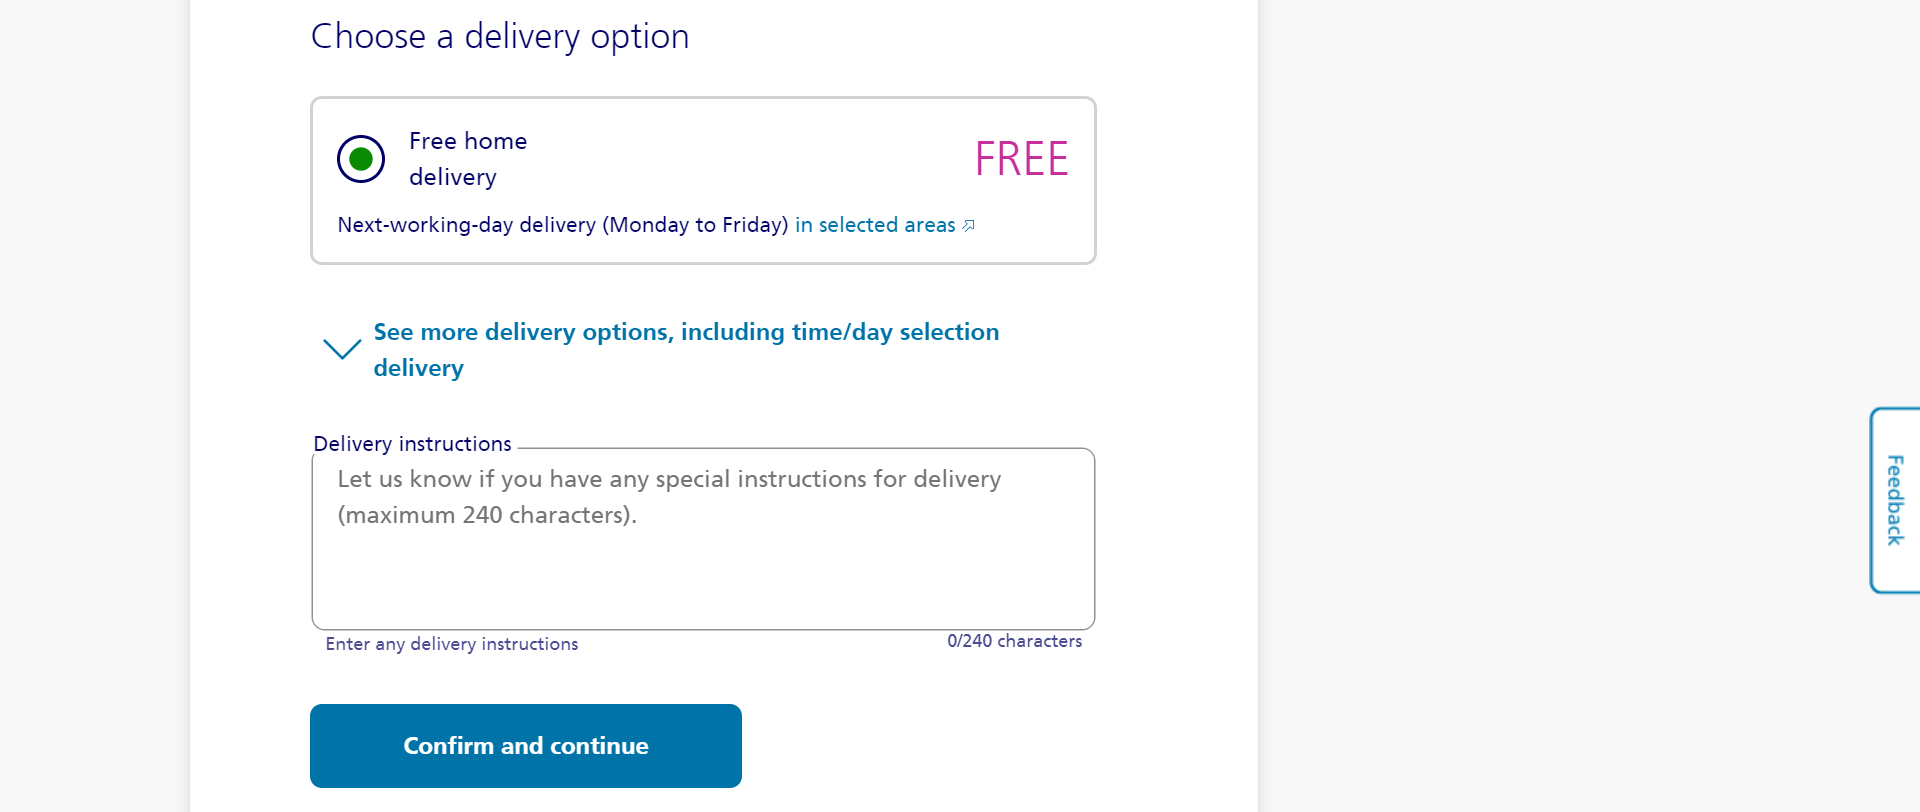 Choose a delivery option
Free home
delivery
FREE
Next-working-day delivery (Monday to Friday) in selected areas
See more delivery options, including time/day selection
delivery
Delivery instructions
Let us know if you have any special instructions for delivery
(maximum 240 characters).
Enter any delivery instructions
0/240 characters
Confirm and continue
Feedback